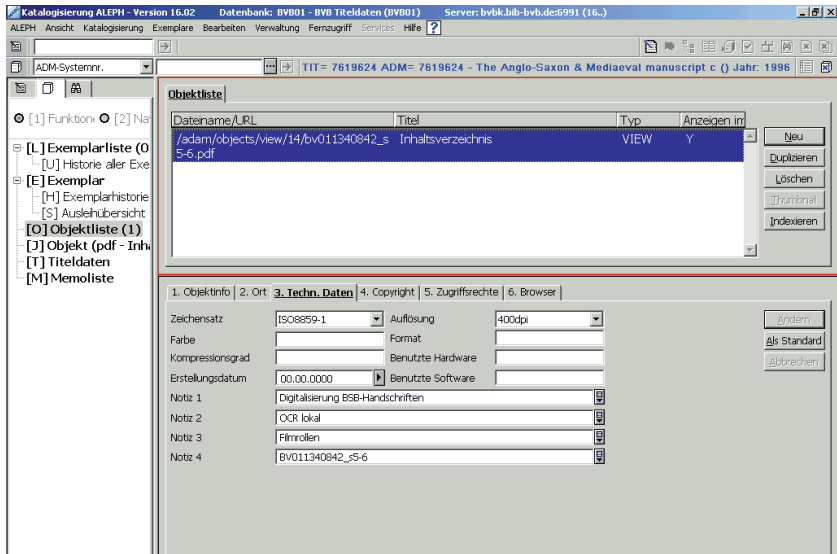 Katalogisierung ALEPH - Version 16.02 Datenbank: BVB01 - BVB Titeldaten (BVB01) Server: bvbk.bib-bvb.de:6991 (16..)
ALEPH Ansicht Katalogisierung Exemplare Bearbeiten Verwaltung Fernzugriff Services Hilfe ?
ADM-Systemnr. ... TIT= 7619624 ADM= 7619624 - The Anglo-Saxon & Mediaeval manuscript c () Jahr: 1996
[1] Funktion [2] Na
[L] Exemplarliste (0
[U] Historie aller Exe
[E] Exemplar
[H] Exemplarhistorie
[S] Ausleihübersicht
[O] Objektliste (1)
[J] Objekt (pdf - Inha
[T] Titeldaten
[M] Memoliste
Objektliste
Dateiname/URL Titel Typ Anzeigen im
/adam/objects/view/14/bv011340842_s Inhaltsverzeichnis VIEW Y
5-6.pdf
Neu
Duplizieren
Löschen
Thumbnail
Indexieren
1. Objektinfo 2. Ort 3. Techn. Daten 4. Copyright 5. Zugriffsrechte 6. Browser
Zeichensatz ISO8859-1 Auflösung 400dpi
Farbe Format
Kompressionsgrad Benutzte Hardware
Erstellungsdatum 00.00.0000 Benutzte Software
Notiz 1 Digitalisierung BSB-Handschriften
Notiz 2 OCR lokal
Notiz 3 Filmrollen
Notiz 4 BV011340842_s5-6
Ändern
Als Standard
Abbrechen